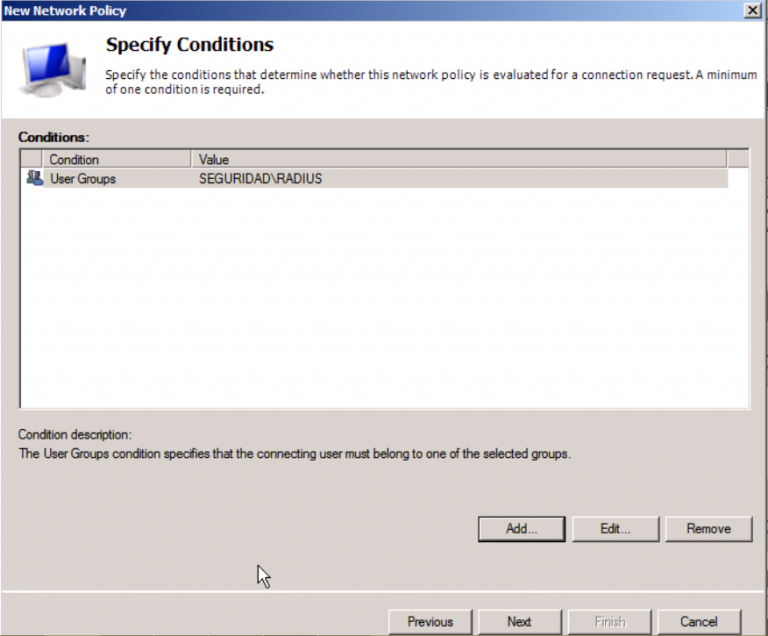 New Network Policy
Specify Conditions
Specify the conditions that determine whether this network policy is evaluated for a connection request. A minimum
of one condition is required.
Conditions:
Condition Value
User Groups SEGURIDAD\RADIUS
Condition description:
The User Groups condition specifies that the connecting user must belong to one of the selected groups.
Add... Edit... Remove
Previous Next Finish Cancel